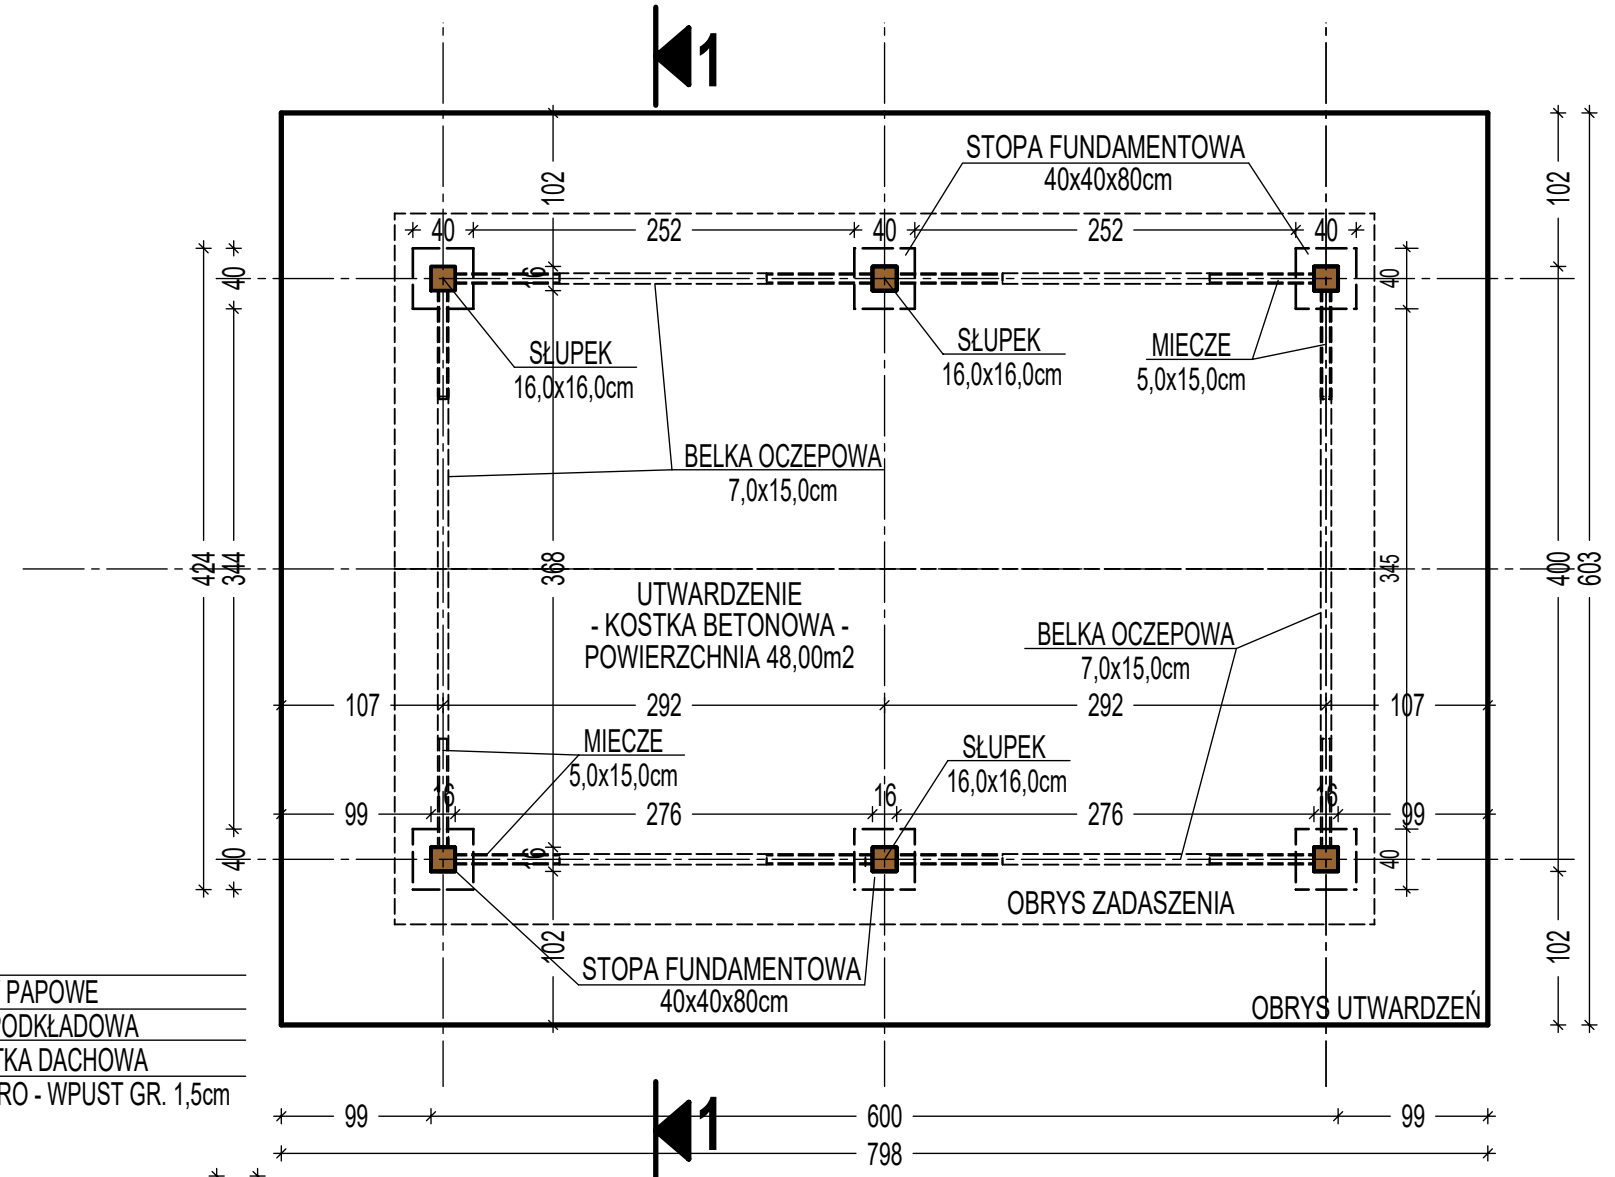 1
STOPA FUNDAMENTOWA
40x40x80cm
102
102
40
252
40
252
40
40
16
40
SŁUPEK
16,0x16,0cm
SŁUPEK
16,0x16,0cm
MIECZE
5,0x15,0cm
BELKA OCZEPOWA
7,0x15,0cm
424
344
368
345
400
603
UTWARDZENIE
- KOSTKA BETONOWA -
POWIERZCHNIA 48,00m2
BELKA OCZEPOWA
7,0x15,0cm
107
292
292
107
MIECZE
5,0x15,0cm
SŁUPEK
16,0x16,0cm
99
16
276
16
276
16
99
40
16
40
OBRYS ZADASZENIA
102
102
STOPA FUNDAMENTOWA
40x40x80cm
OBRYS UTWARDZEŃ
PAPOWE
PODKŁADOWA
TKA DACHOWA
RO - WPUST GR. 1,5cm
99
1
600
99
798